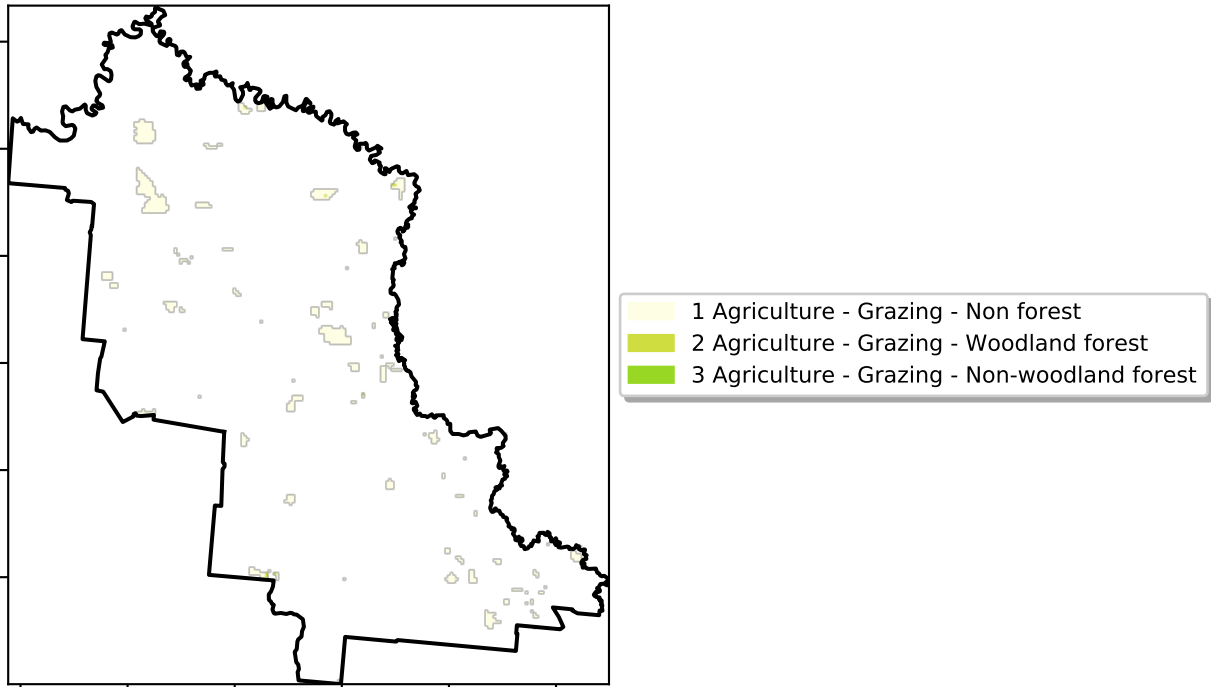 1 Agriculture - Grazing - Non forest
2 Agriculture - Grazing - Woodland forest
3 Agriculture - Grazing - Non-woodland forest